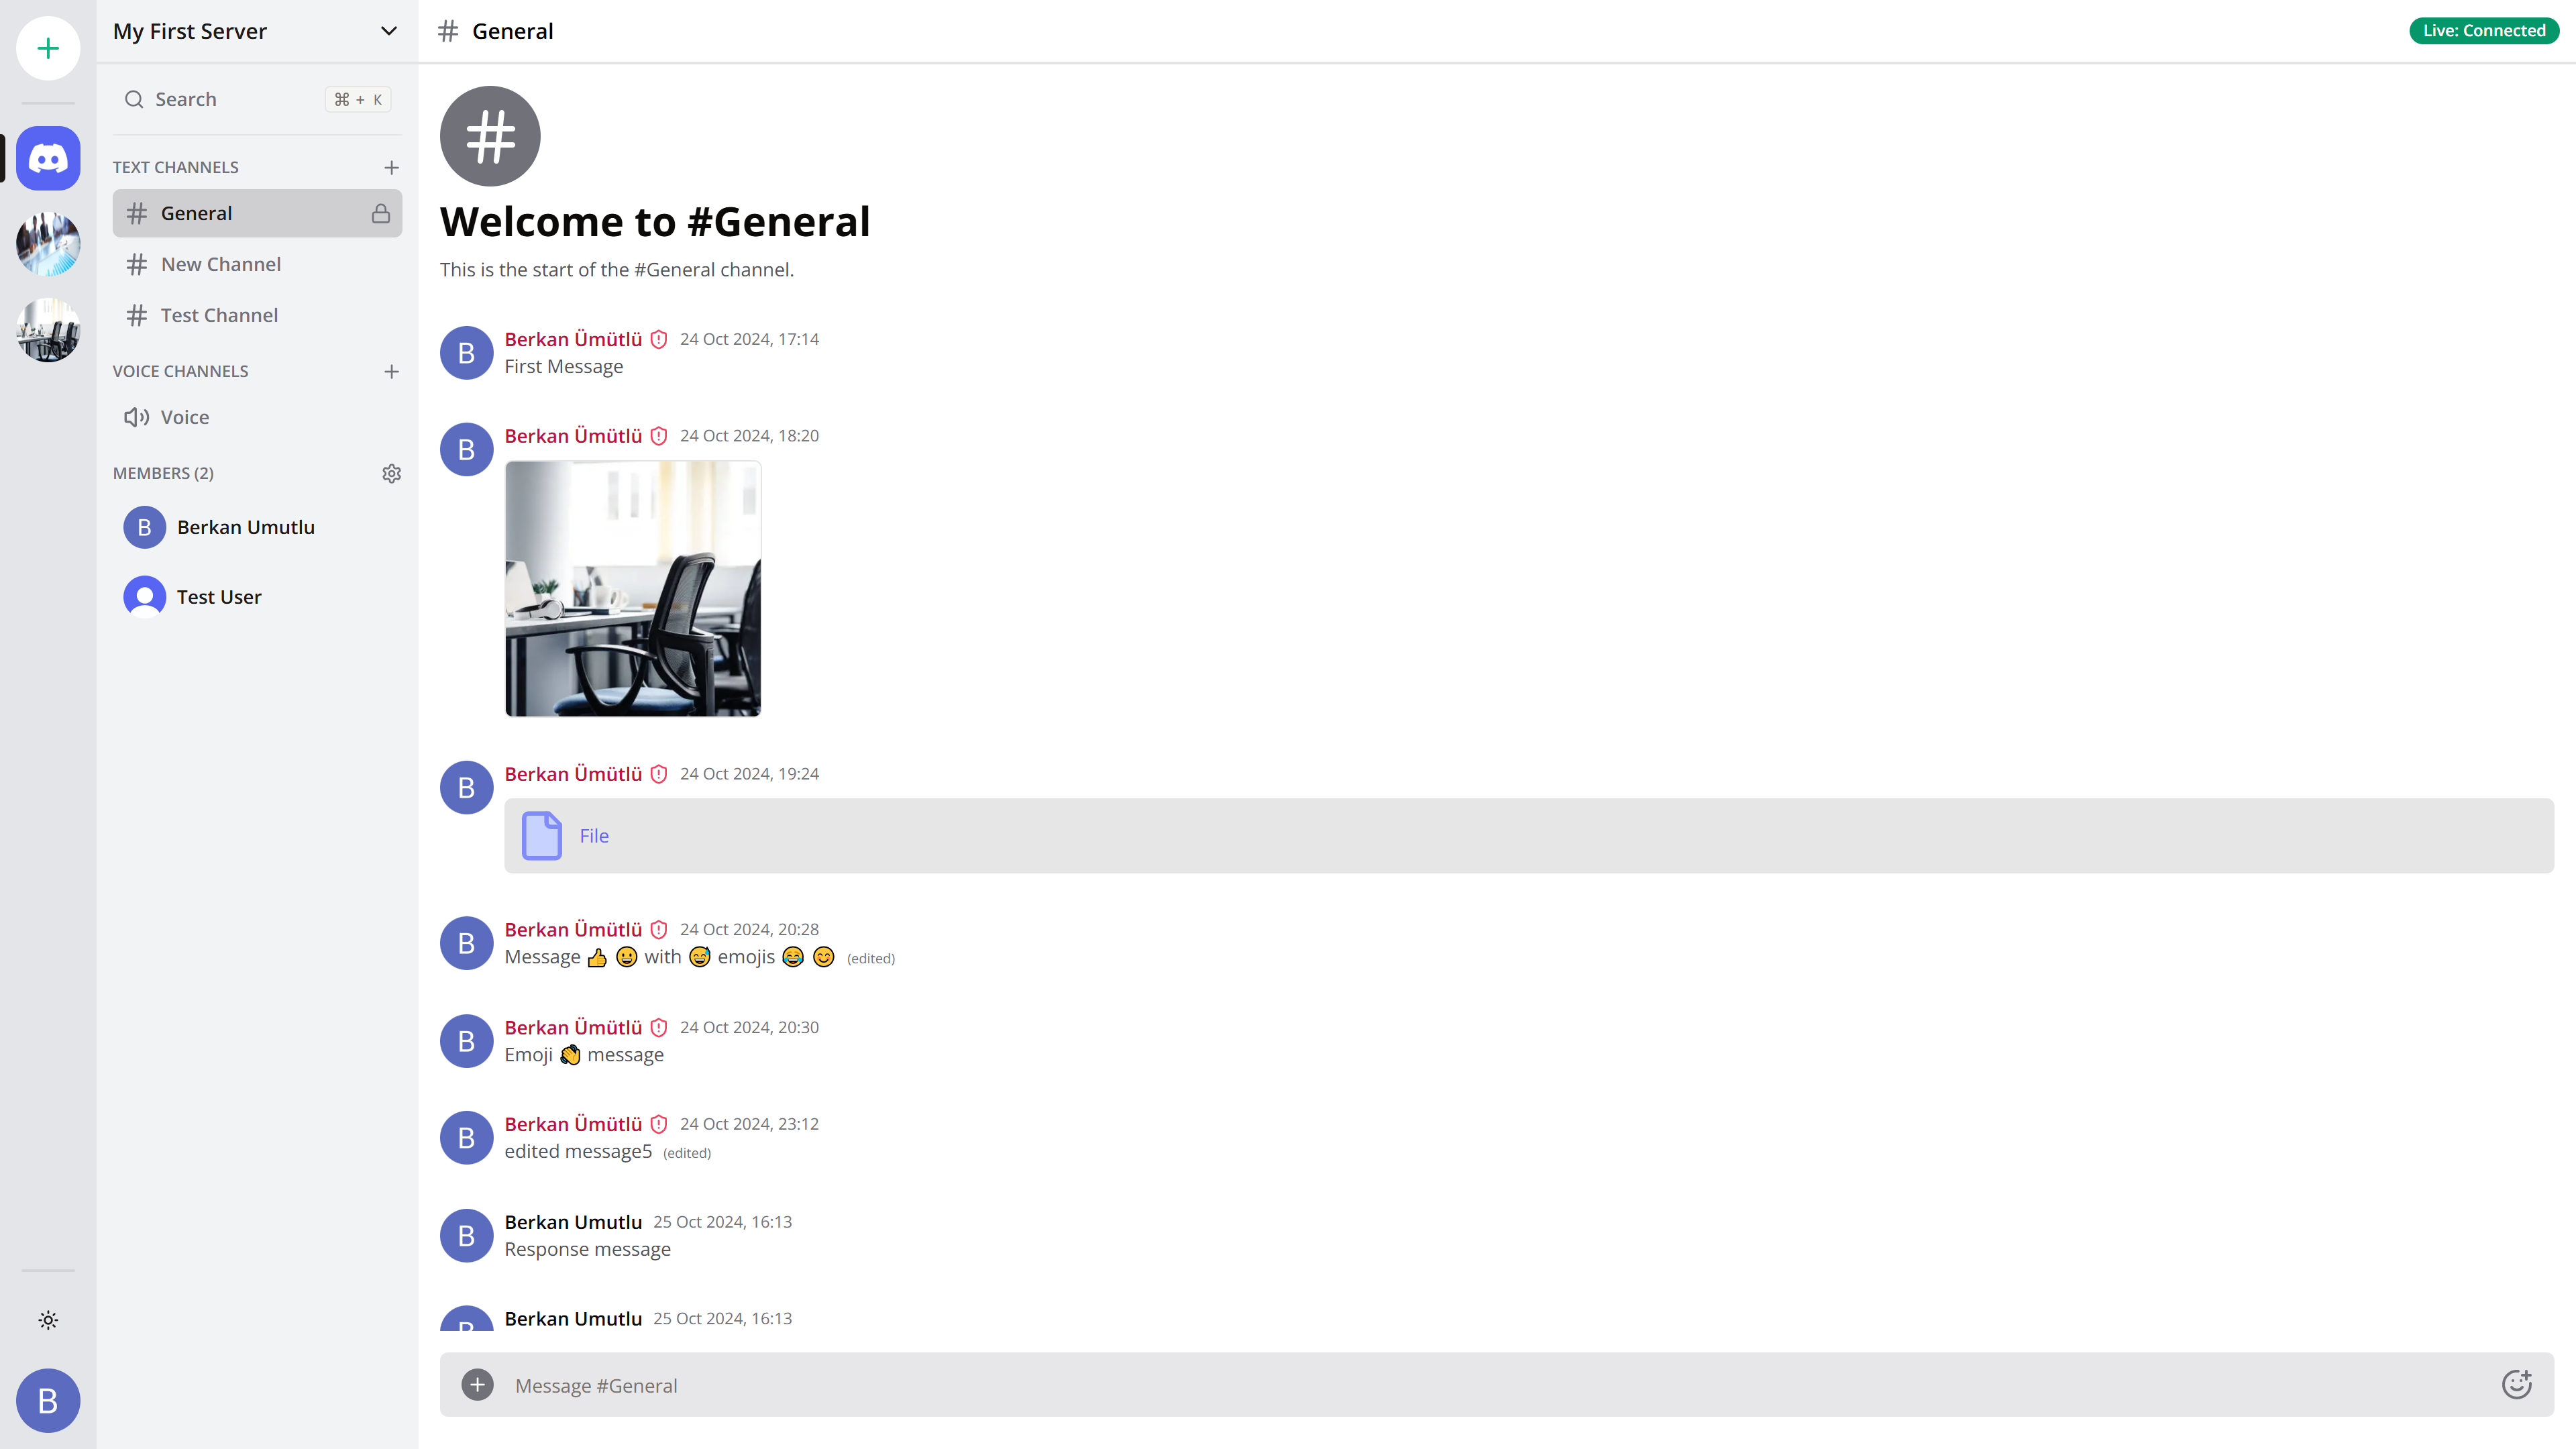 My First Server
Search
⌘ + K
TEXT CHANNELS
General
New Channel
Test Channel
VOICE CHANNELS
Voice
MEMBERS (2)
B
Berkan Umutlu
Test User
B
General
Live: Connected
Welcome to #General
This is the start of the #General channel.
B
Berkan Ümütlü 24 Oct 2024, 17:14
First Message
B
Berkan Ümütlü 24 Oct 2024, 18:20
B
Berkan Ümütlü 24 Oct 2024, 19:24
File
B
Berkan Ümütlü 24 Oct 2024, 20:28
Message 👍 😀 with 😅 emojis 😂 😊 (edited)
B
Berkan Ümütlü 24 Oct 2024, 20:30
Emoji 👏 message
B
Berkan Ümütlü 24 Oct 2024, 23:12
edited message5 (edited)
B
Berkan Umutlu 25 Oct 2024, 16:13
Response message
B
Berkan Umutlu 25 Oct 2024, 16:13
Message #General